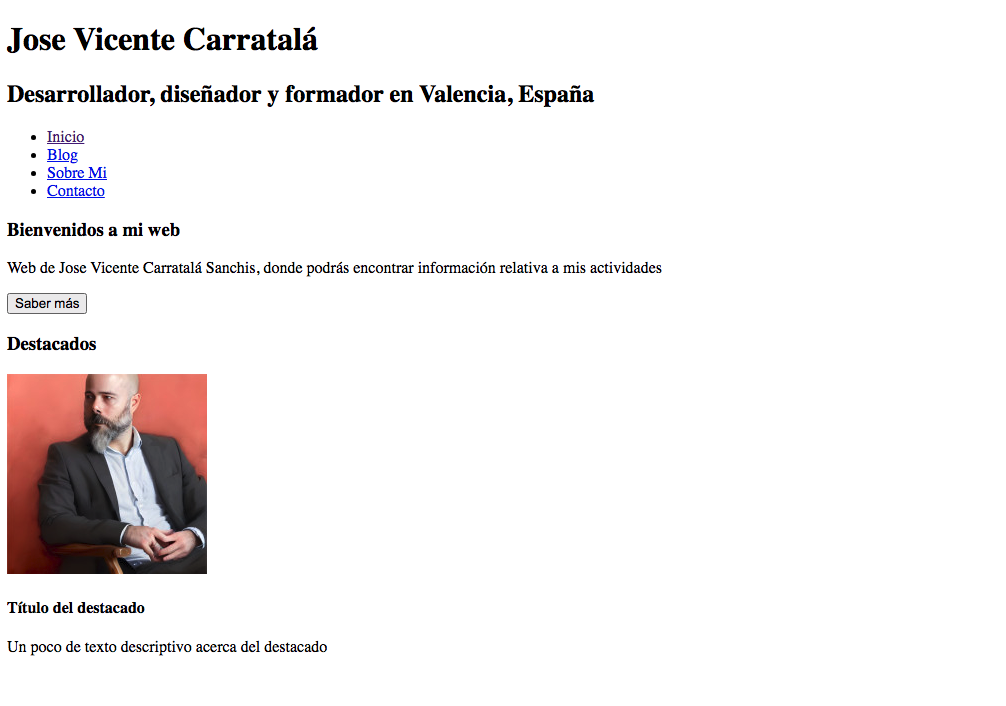 Jose Vicente Carratalá
Desarrollador, diseñador y formador en Valencia, España
Inicio
Blog
Sobre Mi
Contacto
Bienvenidos a mi web
Web de Jose Vicente Carratalá Sanchis, donde podrás encontrar información relativa a mis actividades
Saber más
Destacados
Título del destacado
Un poco de texto descriptivo acerca del destacado